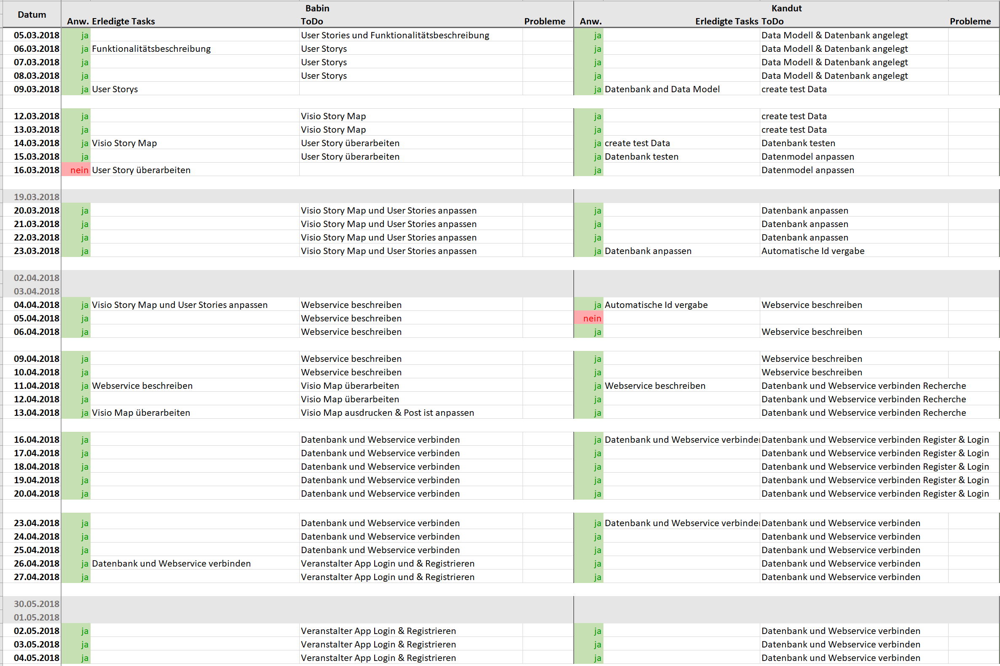 Babin Kandut
Datum
Anw. Erledigte Tasks ToDo Probleme Anw. Erledigte Tasks ToDo Probleme
05.03.2018 ja User Stories und Funktionalitätsbeschreibung ja Data Modell & Datenbank angelegt
06.03.2018 ja Funktionalitätsbeschreibung User Storys ja Data Modell & Datenbank angelegt
07.03.2018 ja User Storys ja Data Modell & Datenbank angelegt
08.03.2018 ja User Storys ja Data Modell & Datenbank angelegt
09.03.2018 ja User Storys ja Datenbank and Data Model create test Data
12.03.2018 ja Visio Story Map ja create test Data
13.03.2018 ja Visio Story Map ja create test Data
14.03.2018 ja Visio Story Map User Story überarbeiten ja create test Data Datenbank testen
15.03.2018 ja User Story überarbeiten ja Datenbank testen Datenmodel anpassen
16.03.2018 nein User Story überarbeiten ja Datenmodel anpassen
19.03.2018
20.03.2018 ja Visio Story Map und User Stories anpassen ja Datenbank anpassen
21.03.2018 ja Visio Story Map und User Stories anpassen ja Datenbank anpassen
22.03.2018 ja Visio Story Map und User Stories anpassen ja Datenbank anpassen
23.03.2018 ja Visio Story Map und User Stories anpassen ja Datenbank anpassen Automatische Id vergabe
02.04.2018
03.04.2018
04.04.2018 ja Visio Story Map und User Stories anpassen Webservice beschreiben ja Automatische Id vergabe Webservice beschreiben
05.04.2018 ja Webservice beschreiben nein
06.04.2018 ja Webservice beschreiben ja Webservice beschreiben
09.04.2018 ja Webservice beschreiben ja Webservice beschreiben
10.04.2018 ja Webservice beschreiben ja Webservice beschreiben
11.04.2018 ja Webservice beschreiben Visio Map überarbeiten ja Webservice beschreiben Datenbank und Webservice verbinden Recherche
12.04.2018 ja Visio Map überarbeiten ja Datenbank und Webservice verbinden Recherche
13.04.2018 ja Visio Map überarbeiten Visio Map ausdrucken & Post ist anpassen ja Datenbank und Webservice verbinden Recherche
16.04.2018 ja Datenbank und Webservice verbinden ja Datenbank und Webservice verbinde Datenbank und Webservice verbinden Register & Login
17.04.2018 ja Datenbank und Webservice verbinden ja Datenbank und Webservice verbinden Register & Login
18.04.2018 ja Datenbank und Webservice verbinden ja Datenbank und Webservice verbinden Register & Login
19.04.2018 ja Datenbank und Webservice verbinden ja Datenbank und Webservice verbinden Register & Login
20.04.2018 ja Datenbank und Webservice verbinden ja Datenbank und Webservice verbinden Register & Login
23.04.2018 ja Datenbank und Webservice verbinden ja Datenbank und Webservice verbinde Datenbank und Webservice verbinden
24.04.2018 ja Datenbank und Webservice verbinden ja Datenbank und Webservice verbinden
25.04.2018 ja Datenbank und Webservice verbinden ja Datenbank und Webservice verbinden
26.04.2018 ja Datenbank und Webservice verbinden Veranstalter App Login und & Registrieren ja Datenbank und Webservice verbinden
27.04.2018 ja Veranstalter App Login und & Registrieren ja Datenbank und Webservice verbinden
30.05.2018
01.05.2018
02.05.2018 ja Veranstalter App Login & Registrieren ja Datenbank und Webservice verbinden
03.05.2018 ja Veranstalter App Login & Registrieren ja Datenbank und Webservice verbinden
04.05.2018 ja Veranstalter App Login & Registrieren ja Datenbank und Webservice verbinden